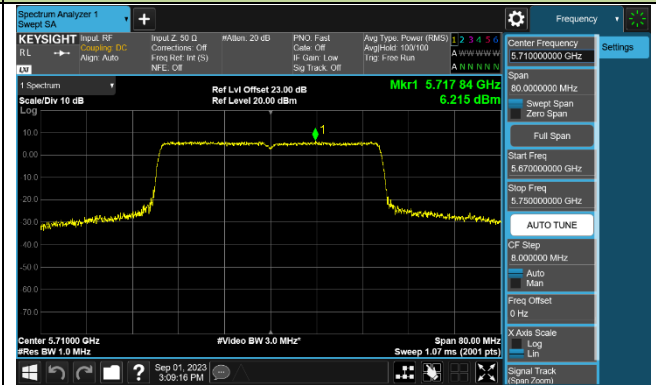 Spectrum Analyzer 1
Swept SA
Frequency
KEYSIGHT
RL
LXI
Input: RF
Coupling: DC
Align: Auto
Input Z: 50 Ω
Corrections: Off
Freq Ref: Int (S)
NFE: Off
#Atten: 20 dB
PNO: Fast
Gate: Off
IF Gain: Low
Sig Track: Off
Avg Type: Power (RMS)
Avg|Hold: 100/100
Trig: Free Run
1 2 3 4 5 6
A W W W W W
A N N N N N
1 Spectrum
Scale/Div 10 dB
Log
Ref Lvl Offset 23.00 dB
Ref Level 20.00 dBm
Mkr1 5.717 84 GHz
6.215 dBm
1
10.0
0.00
-10.0
-20.0
-30.0
-40.0
-50.0
-60.0
-70.0
Center 5.71000 GHz
#Res BW 1.0 MHz
#Video BW 3.0 MHz*
Span 80.00 MHz
Sweep 1.07 ms (2001 pts)
Sep 01, 2023
3:09:16 PM
Settings
Center Frequency
5.710000000 GHz
Span
80.0000000 MHz
Swept Span
Zero Span
Full Span
Start Freq
5.670000000 GHz
Stop Freq
5.750000000 GHz
AUTO TUNE
CF Step
8.000000 MHz
Auto
Man
Freq Offset
0 Hz
X Axis Scale
Log
Lin
Signal Track
(Span Zoom)